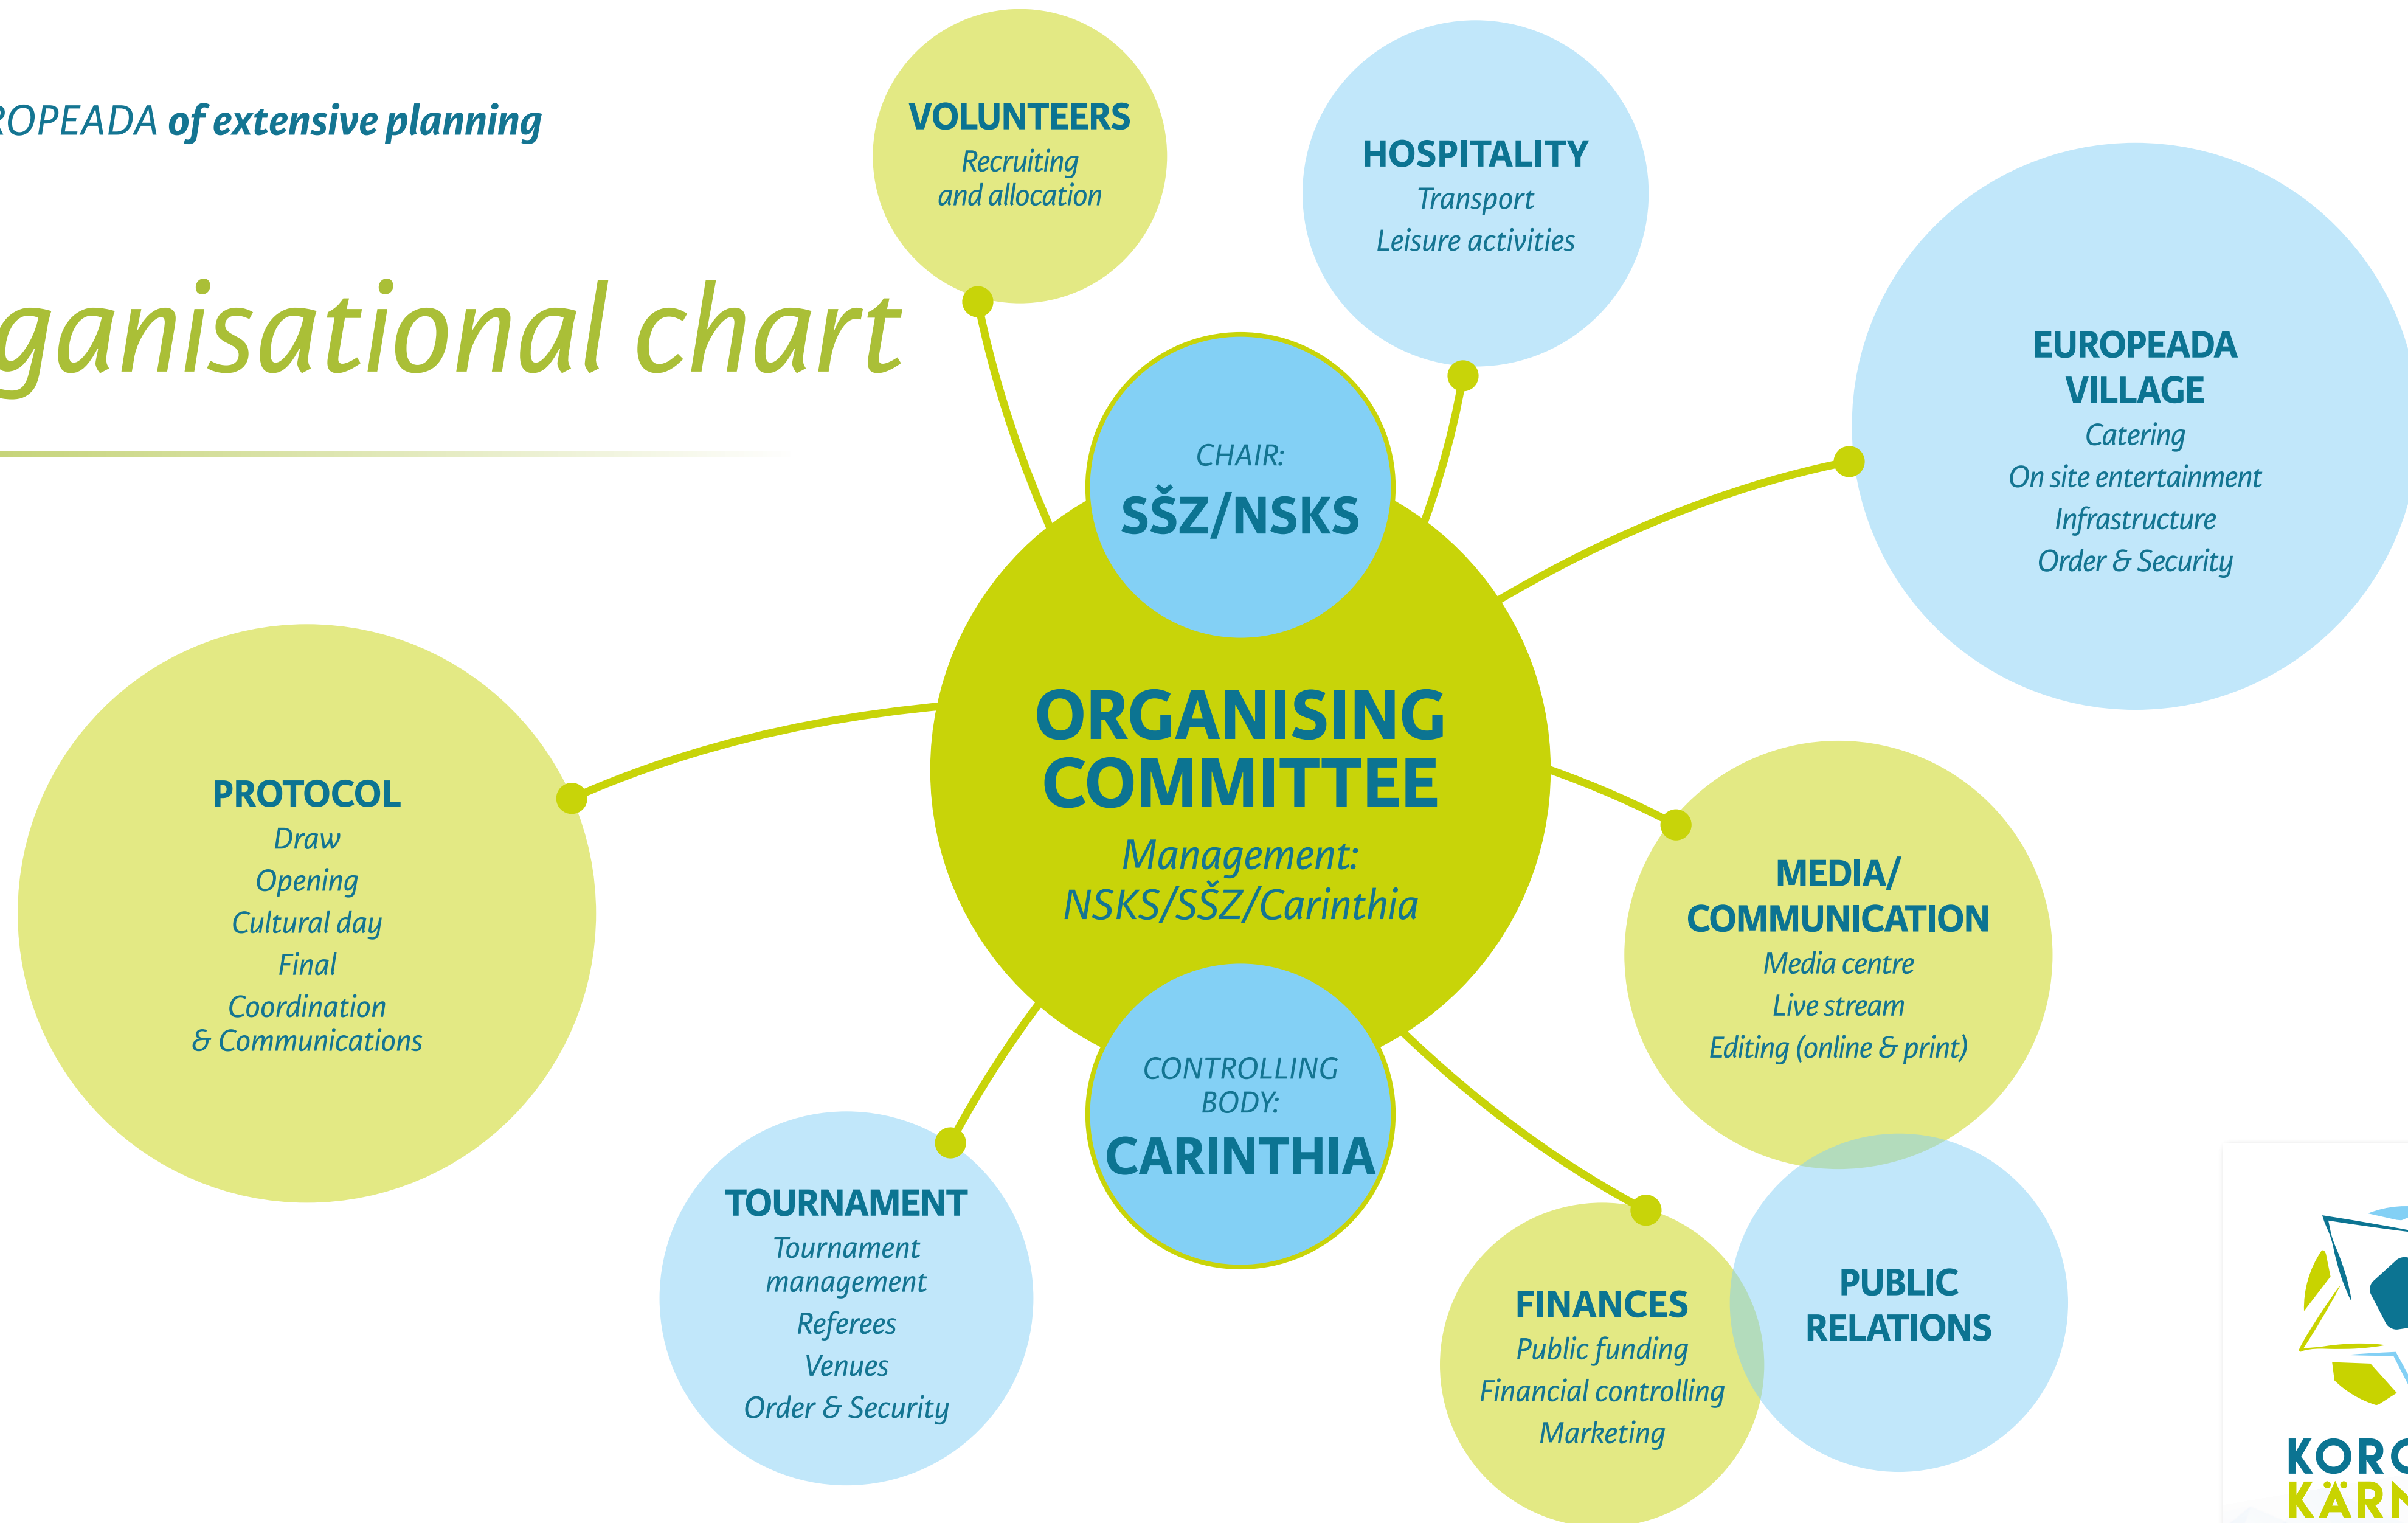 ROPEADA of extensive planning
ganisational chart
VOLUNTEERS
Recruiting
and allocation
HOSPITALITY
Transport
Leisure activities
EUROPEADA
VILLAGE
Catering
On site entertainment
Infrastructure
Order & Security
CHAIR:
SŠZ/NSKS
ORGANISING
COMMITTEE
Management:
NSKS/SŠZ/Carinthia
CONTROLLING
BODY:
CARINTHIA
PROTOCOL
Draw
Opening
Cultural day
Final
Coordination
& Communications
MEDIA/
COMMUNICATION
Media centre
Live stream
Editing (online & print)
TOURNAMENT
Tournament
management
Referees
Venues
Order & Security
FINANCES
Public funding
Financial controlling
Marketing
PUBLIC
RELATIONS
KORO
KÄRN